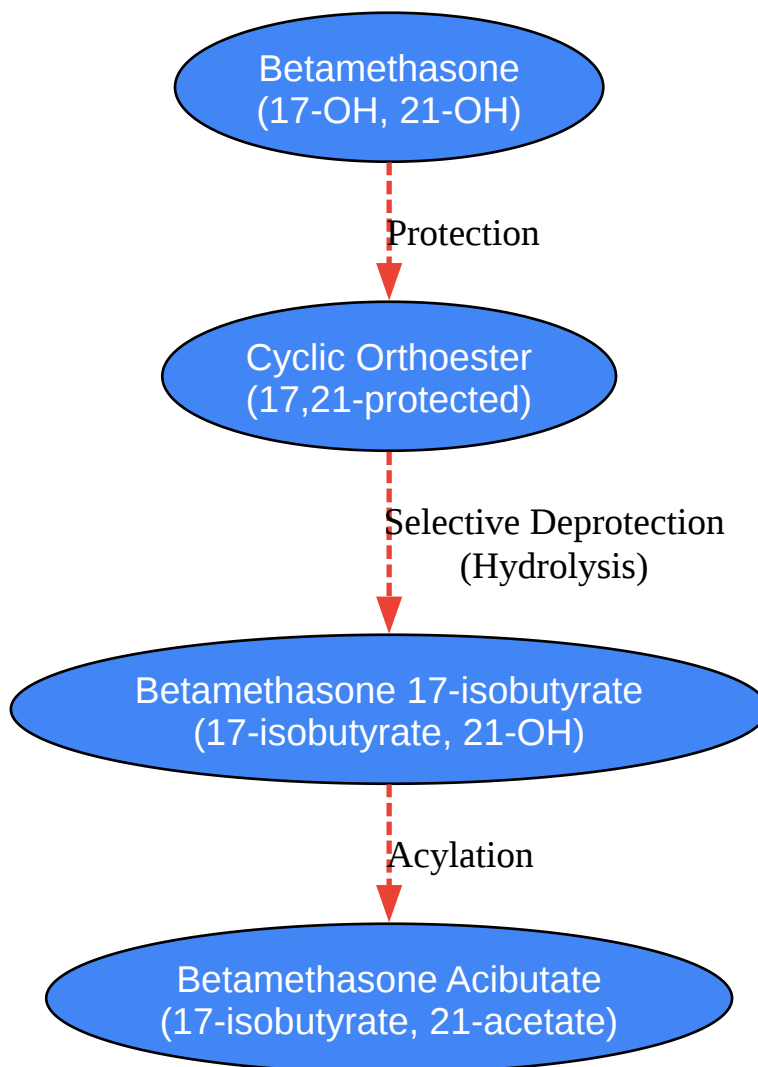 Betamethasone
(17-OH, 21-OH)
Protection
Cyclic Orthoester
(17,21-protected)
Selective Deprotection
(Hydrolysis)
Betamethasone 17-isobutyrate
(17-isobutyrate, 21-OH)
Acylation
Betamethasone Acibutate
(17-isobutyrate, 21-acetate)